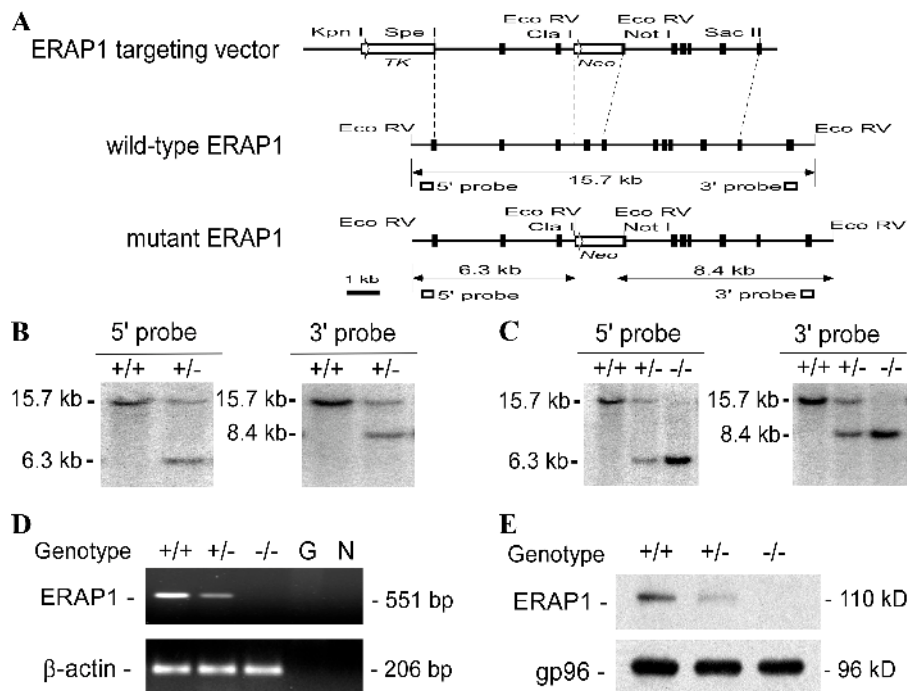 A
Kpn I Spe I Eco RV Cla I Eco RV Not I Sac II
ERAP1 targeting vector
TK Neo
Eco RV Eco RV
wild-type ERAP1
15.7 kb
5' probe 3' probe
Eco RV Eco RV Cla I Eco RV Not I Eco RV
mutant ERAP1
Neo
1 kb 6.3 kb 8.4 kb
5' probe 3' probe
B
5' probe 3' probe
+/+ +/- +/+ +/-
15.7 kb - 15.7 kb -
8.4 kb -
6.3 kb -
C
5' probe 3' probe
+/+ +/- -/- +/+ +/- -/-
15.7 kb - 15.7 kb -
8.4 kb -
6.3 kb -
D
Genotype +/+ +/- -/- G N
ERAP1 - - 551 bp
β-actin - - 206 bp
E
Genotype +/+ +/- -/-
ERAP1 - - 110 kD
gp96 - - 96 kD